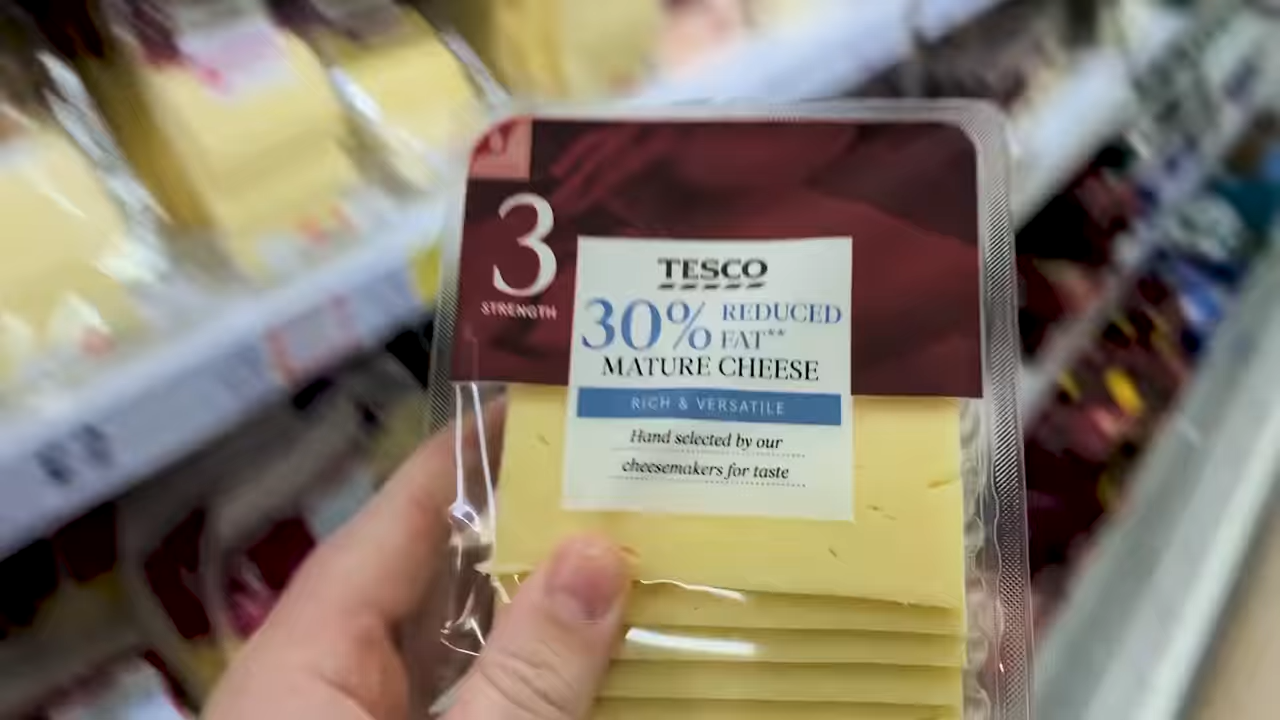 3
STRENGTH
TESCO
30% REDUCED
FAT**
MATURE CHEESE
RICH & VERSATILE
Hand selected by our
cheesemakers for taste